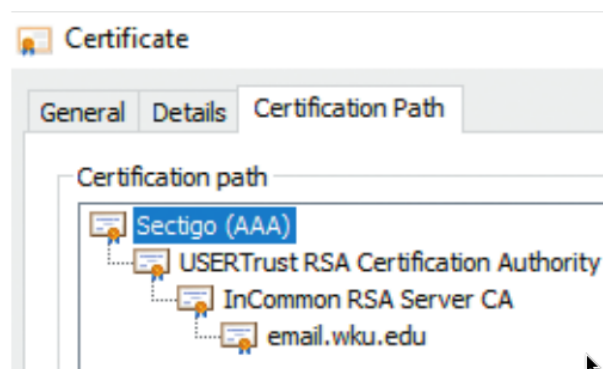 Certificate
General Details Certification Path
Certification path
Sectigo (AAA)
USERTrust RSA Certification Authority
InCommon RSA Server CA
email.wku.edu